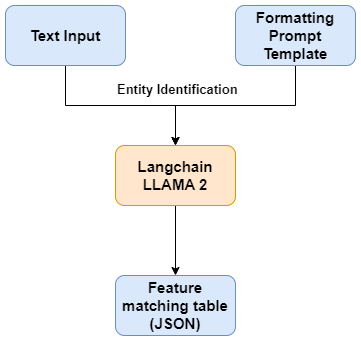 Text Input
Formatting
Prompt
Template
Entity Identification
Langchain
LLAMA 2
Feature
matching table
(JSON)